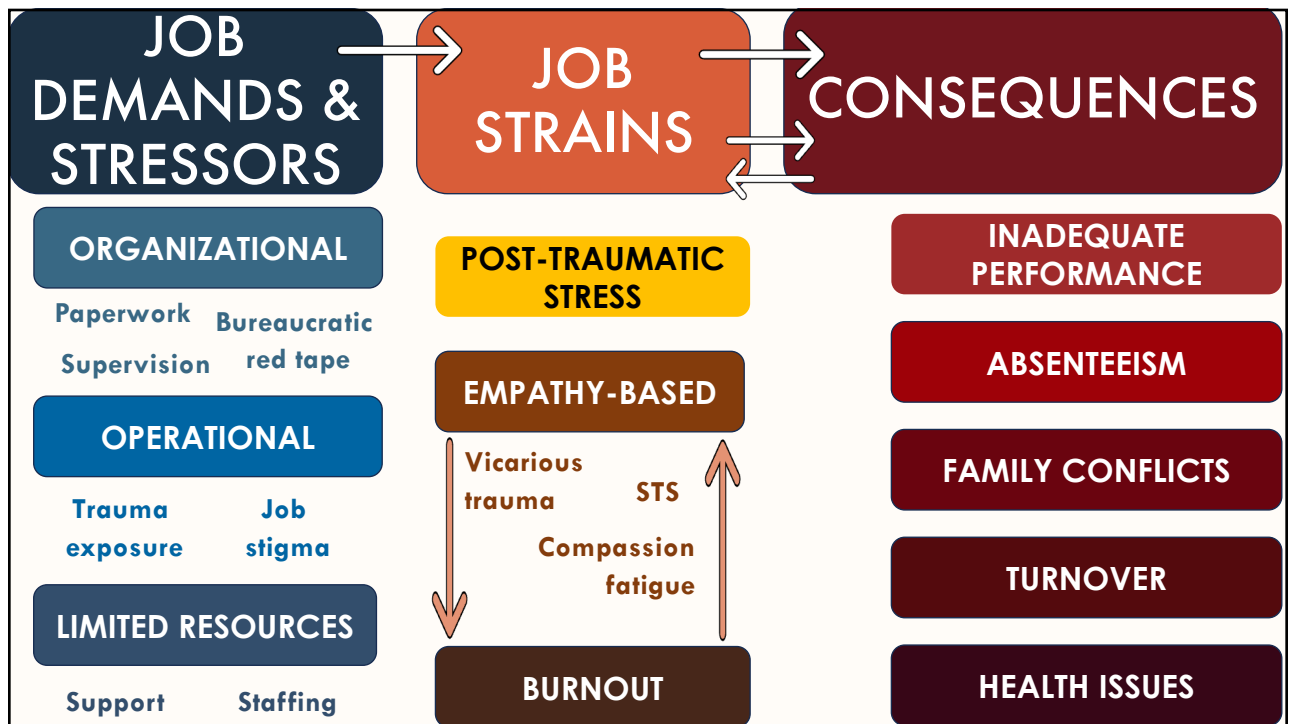 JOB
DEMANDS &
STRESSORS
ORGANIZATIONAL
Paperwork
Bureaucratic
red tape
Supervision
OPERATIONAL
Trauma
exposure
Job
stigma
LIMITED RESOURCES
Support
Staffing
JOB
STRAINS
POST-TRAUMATIC
STRESS
EMPATHY-BASED
Vicarious
trauma
STS
Compassion
fatigue
BURNOUT
CONSEQUENCES
INADEQUATE
PERFORMANCE
ABSENTEEISM
FAMILY CONFLICTS
TURNOVER
HEALTH ISSUES